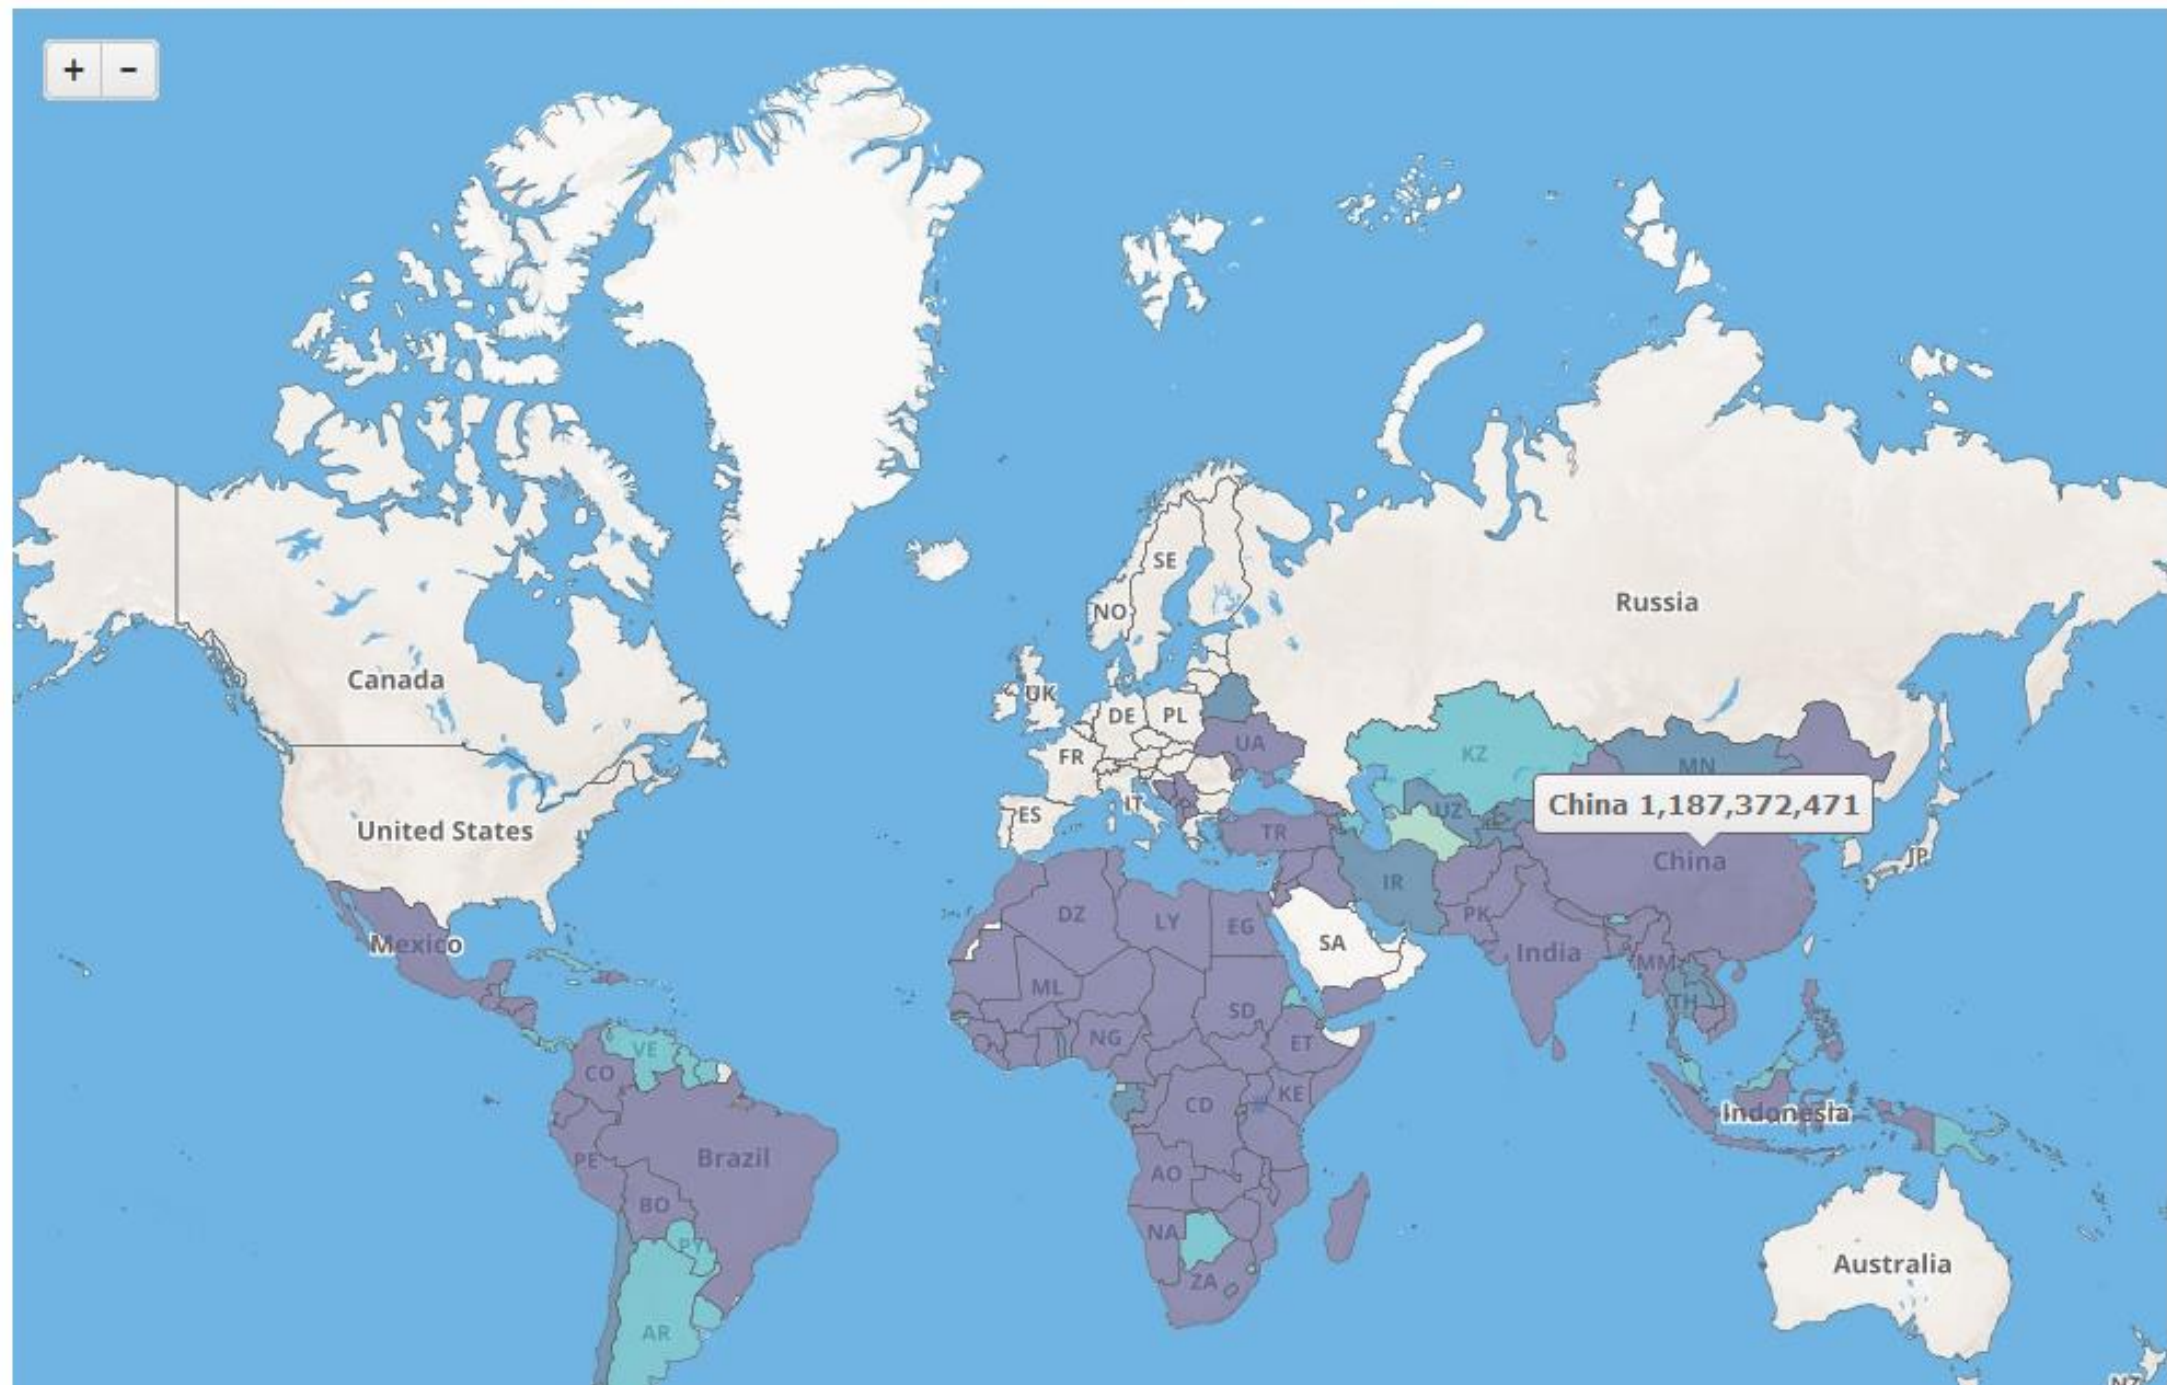 + -
SE
Russia
NO
Canada
UK
DE PL
UA
FR
KZ
MN
China 1,187,372,471
IT
ES
UZ
United States
TR
JP
China
IR
DZ
PK
LY
EG
Mexico
SA
India
MM
ML
TH
SD
NG
ET
VE
CO
KE
CD
Indonesia
PE
Brazil
AO
BO
NA
PY
Australia
ZA
AR
NZ